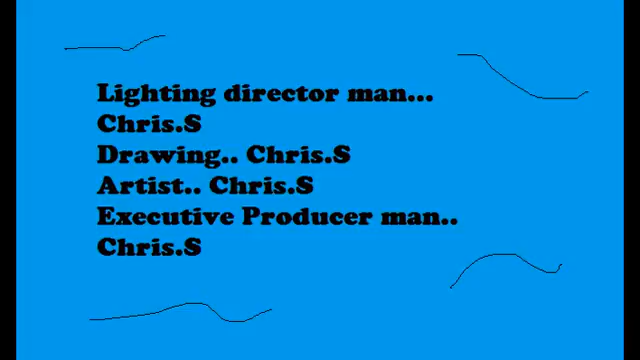 Lighting director man...
Chris.S
Drawing.. Chris.S
Artist.. Chris.S
Executive Producer man..
Chris.S